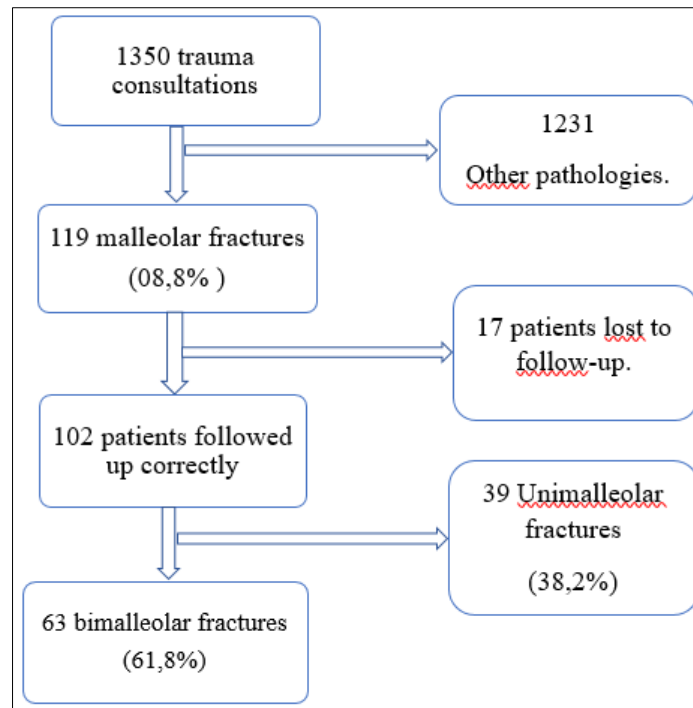 1350 trauma
consultations
1231
Other pathologies.
119 malleolar fractures
(08,8% )
17 patients lost to
follow-up.
102 patients followed
up correctly
39 Unimalleolar
fractures
(38,2%)
63 bimalleolar fractures
(61,8%)